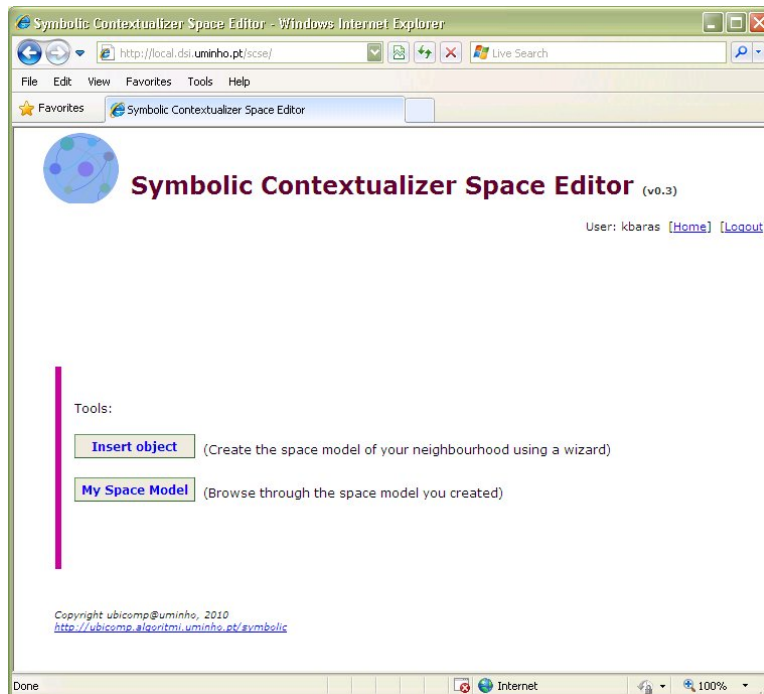 Symbolic Contextualizer Space Editor - Windows Internet Explorer
http://local.dsi.uminho.pt/scse/
Live Search
File Edit View Favorites Tools Help
Favorites
Symbolic Contextualizer Space Editor
Symbolic Contextualizer Space Editor (v0.3)
User: kbaras [Home] [Logout
Tools:
Insert object (Create the space model of your neighbourhood using a wizard)
My Space Model (Browse through the space model you created)
Copyright ubicomp@uminho, 2010
http://ubicomp.algoritmi.uminho.pt/symbolic
Done
Internet
100%